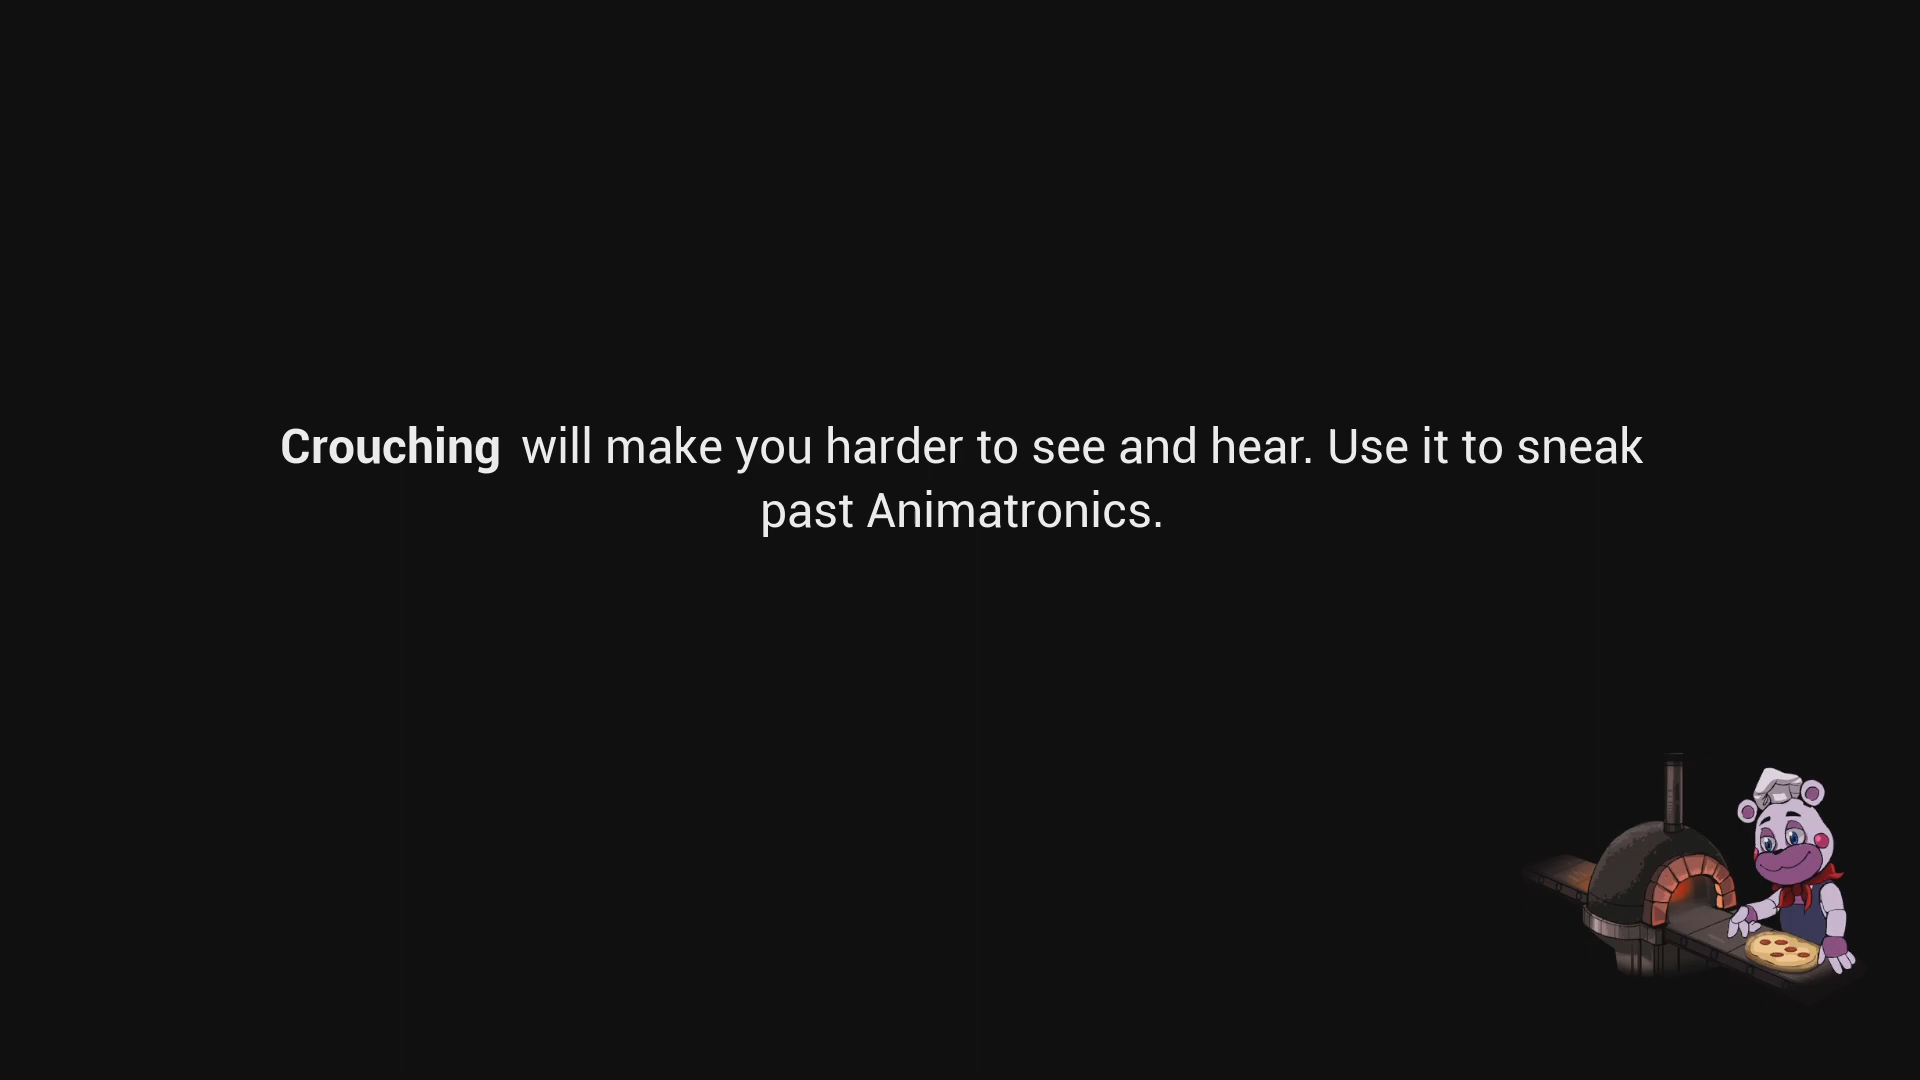 Crouching will make you harder to see and hear. Use it to sneak
past Animatronics.